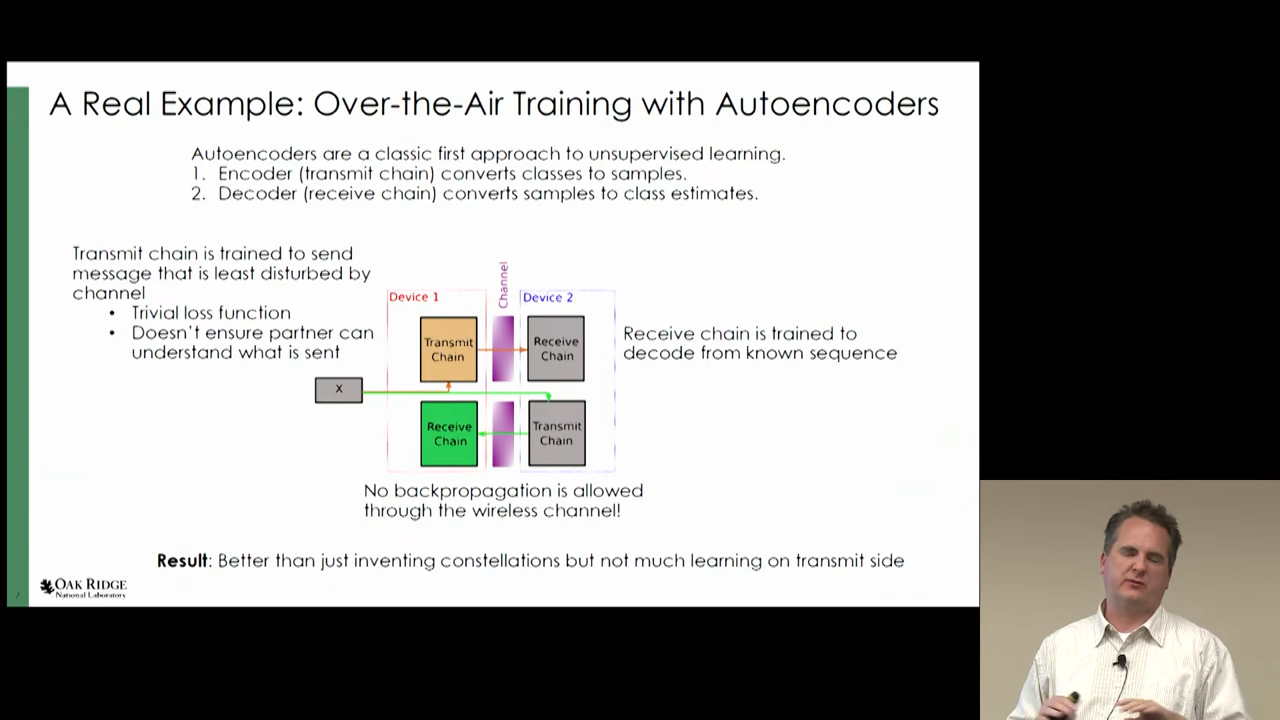 A Real Example: Over-the-Air Training with Autoencoders
Autoencoders are a classic first approach to unsupervised learning.
1. Encoder (transmit chain) converts classes to samples.
2. Decoder (receive chain) converts samples to class estimates.
Transmit chain is trained to send
message that is least disturbed by
channel
• Trivial loss function
• Doesn't ensure partner can
understand what is sent
Device 1
Channel
Device 2
Transmit
Chain
Receive
Chain
X
Receive
Chain
Transmit
Chain
Receive chain is trained to
decode from known sequence
No backpropagation is allowed
through the wireless channel!
Result: Better than just inventing constellations but not much learning on transmit side
7
OAK RIDGE
National Laboratory